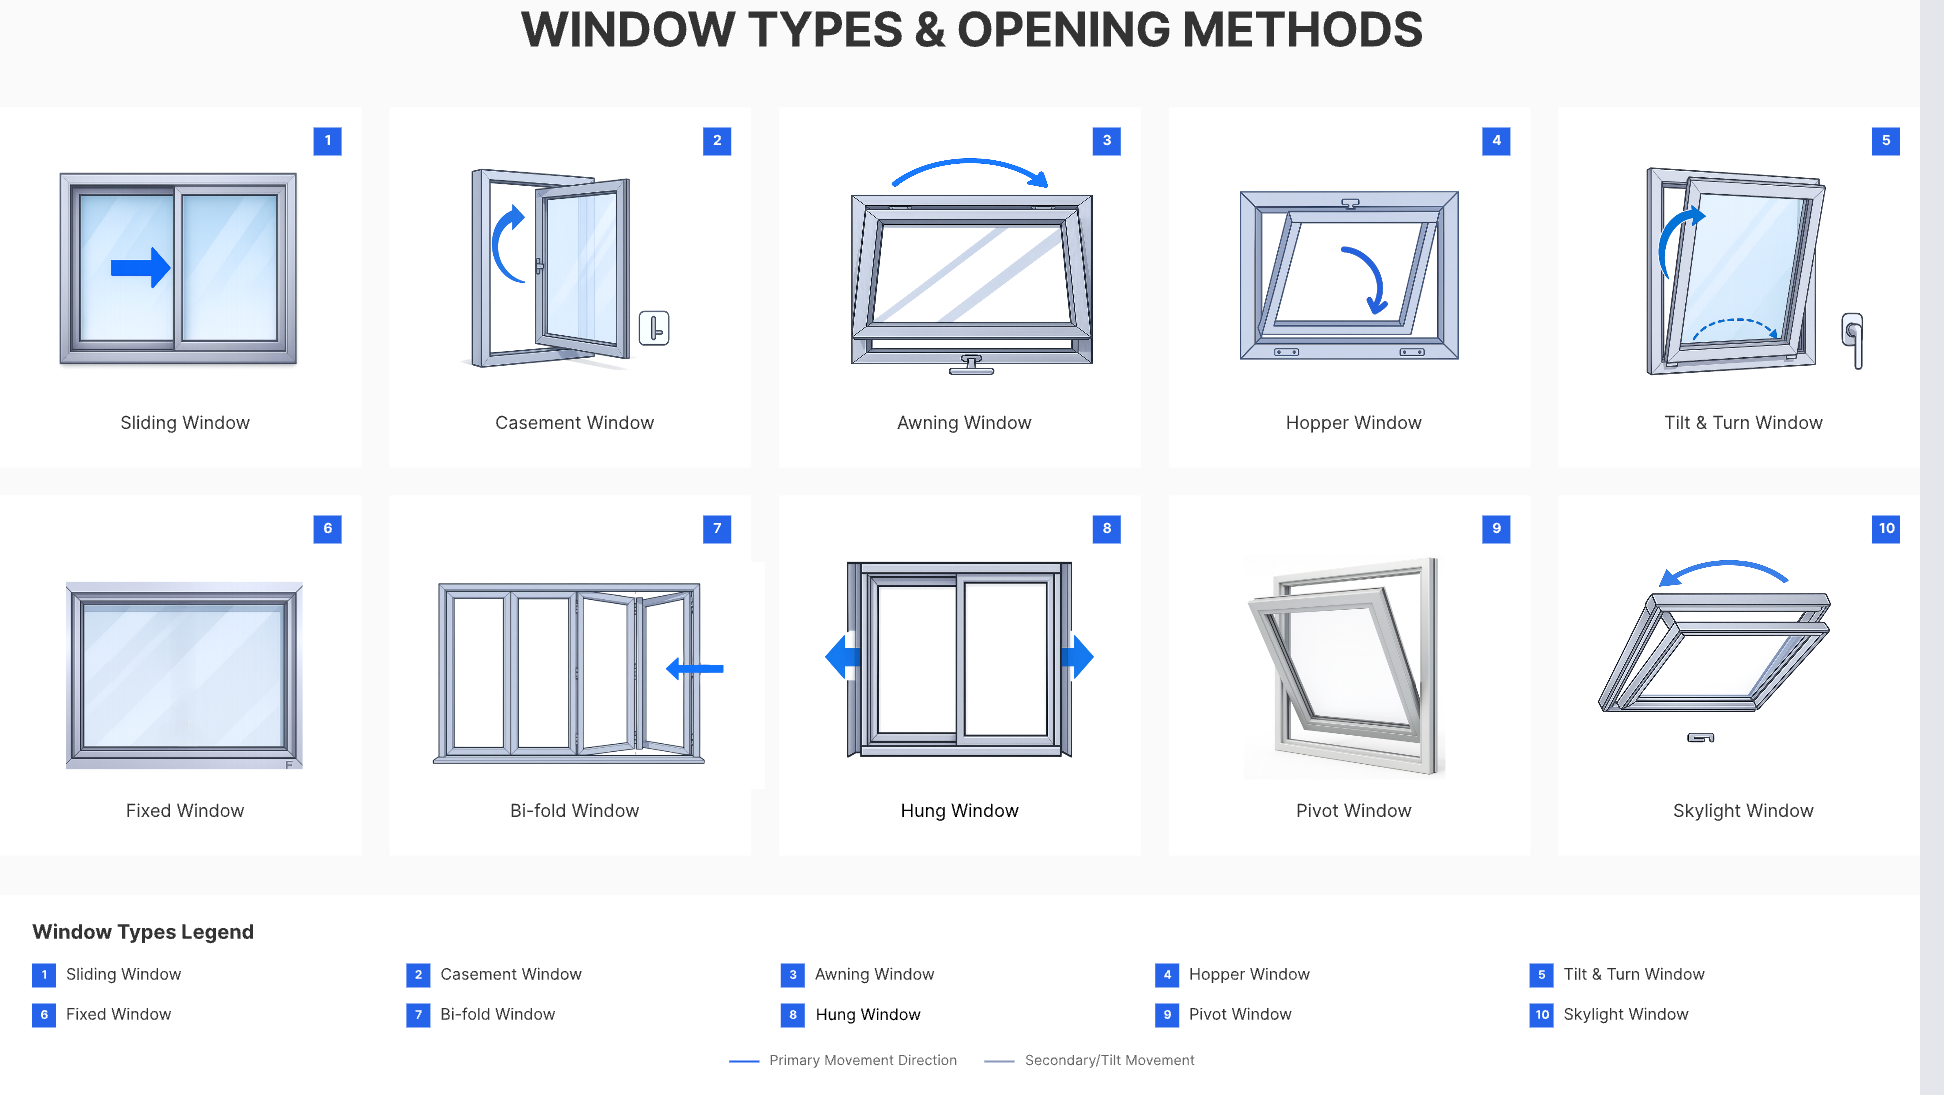 WINDOW TYPES & OPENING METHODS
1
2
3
4
5
Sliding Window
Casement Window
Awning Window
Hopper Window
Tilt & Turn Window
6
7
8
9
10
F
Fixed Window
Bi-fold Window
Hung Window
Pivot Window
Skylight Window
Window Types Legend
1 Sliding Window
2 Casement Window
3 Awning Window
4 Hopper Window
5 Tilt & Turn Window
6 Fixed Window
7 Bi-fold Window
8 Hung Window
9 Pivot Window
10 Skylight Window
Primary Movement Direction
Secondary/Tilt Movement